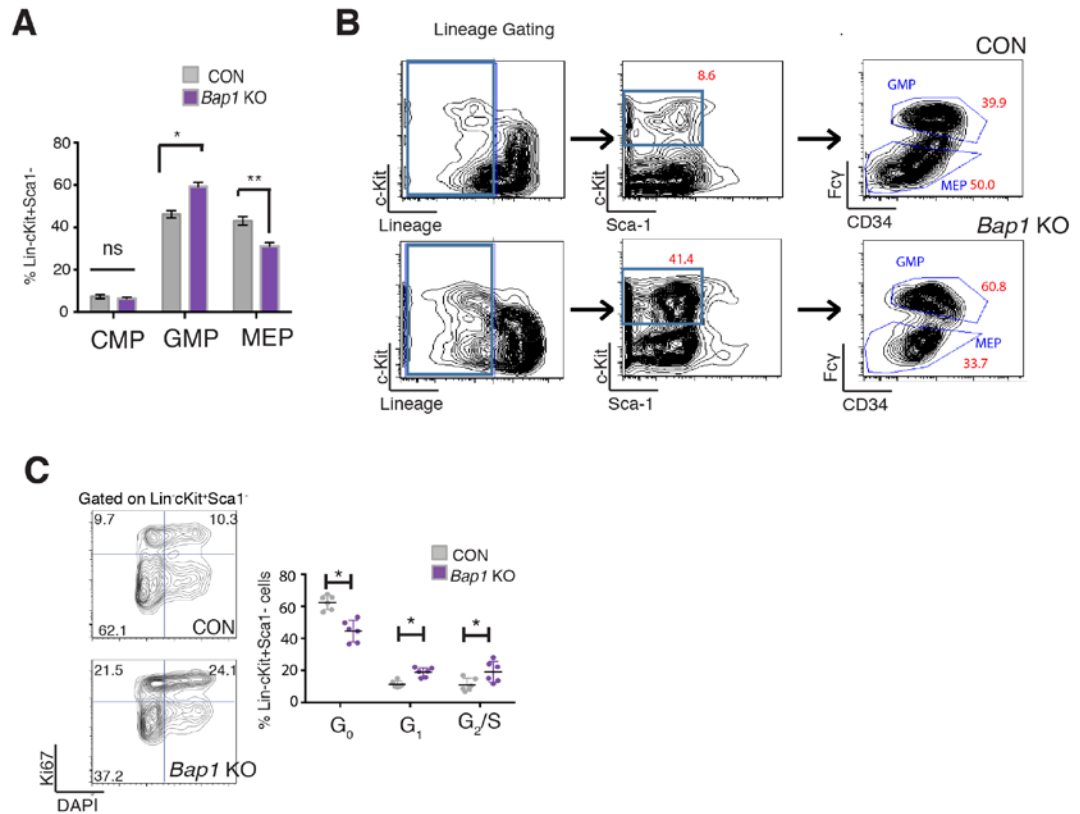 A
CON
Bap1 KO
% Lin-cKit+Sca1-
80
60
40
20
0
*
**
ns
CMP
GMP
MEP
B
Lineage Gating
CON
c-Kit
Lineage
8.6
c-Kit
Sca-1
GMP
39.9
MEP 50.0
Fcγ
CD34
Bap1 KO
c-Kit
Lineage
41.4
c-Kit
Sca-1
GMP
60.8
MEP
33.7
Fcγ
CD34
C
Gated on Lin-cKit+Sca1-
9.7
10.3
62.1
CON
21.5
24.1
37.2
Bap1 KO
Ki67
DAPI
CON
Bap1 KO
% Lin-cKit+Sca1- cells
80
60
40
20
0
*
*
*
G0
G1
G2/S